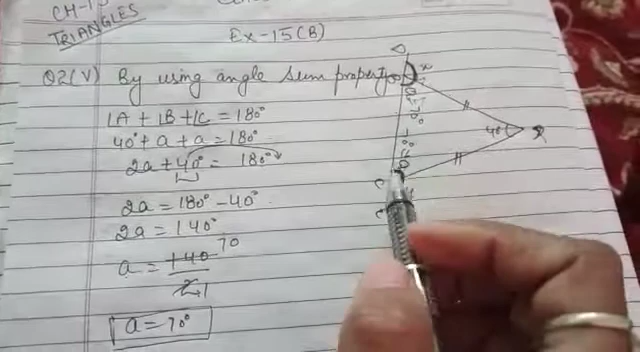 CH-15
TRIANGLES
Ex-15(B)
Q2(V) By using angle sum property
∠A + ∠B + ∠C = 180°
40° + a + a = 180°
2a + 40° = 180°
2a = 180° - 40°
2a = 140°
a = 140 70
2 1
a = 70°
D
x
B
a=70°
40°
A
C